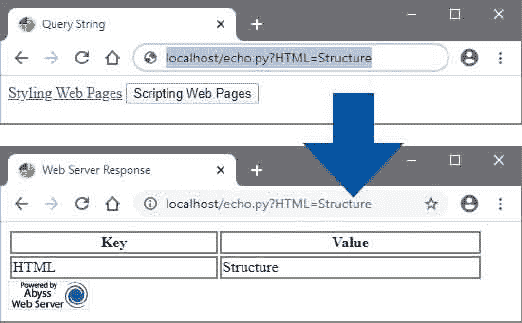 Query String
localhost/echo.py?HTML=Structure
Styling Web Pages Scripting Web Pages
Web Server Response
localhost/echo.py?HTML=Structure
Key Value
HTML Structure
Powered by
Abyss
Web Server